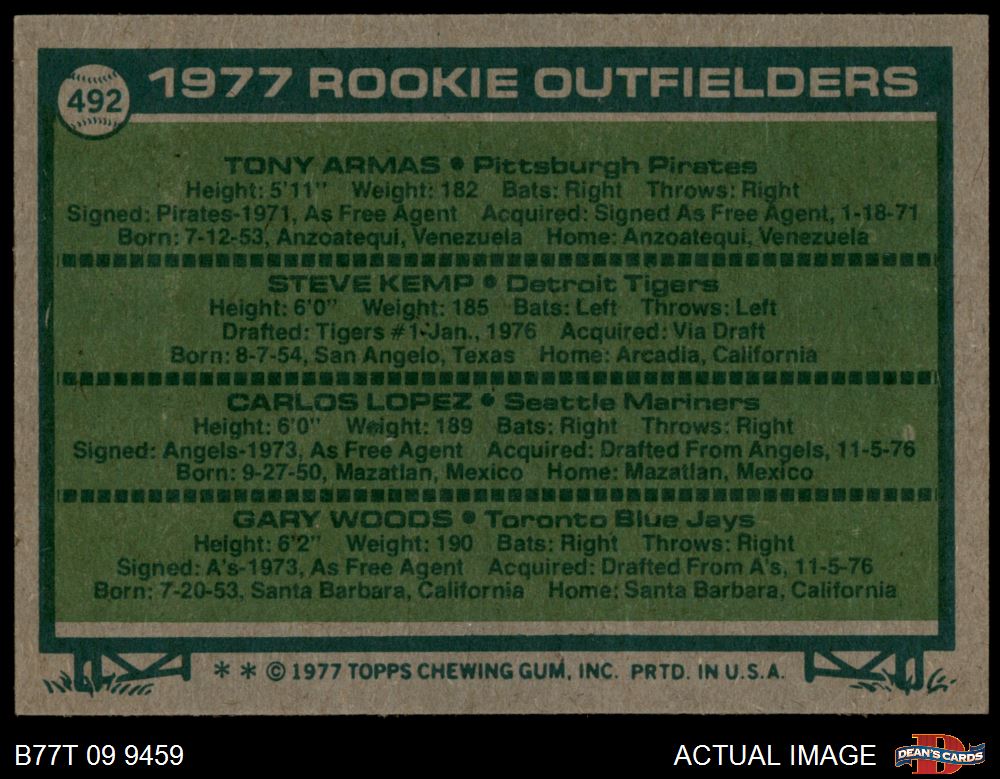 492
1977 ROOKIE OUTFIELDERS
TONY ARMAS • Pittsburgh Pirates
Height: 5'11" Weight: 182 Bats: Right Throws: Right
Signed: Pirates-1971, As Free Agent Acquired: Signed As Free Agent, 1-18-71
Born: 7-12-53, Anzoatequi, Venezuela Home: Anzoatequi, Venezuela
STEVE KEMP • Detroit Tigers
Height: 6'0" Weight: 185 Bats: Left Throws: Left
Drafted: Tigers #1-Jan., 1976 Acquired: Via Draft
Born: 8-7-54, San Angelo, Texas Home: Arcadia, California
CARLOS LOPEZ • Seattle Mariners
Height: 6'0" Weight: 189 Bats: Right Throws: Right
Signed: Angels-1973, As Free Agent Acquired: Drafted From Angels, 11-5-76
Born: 9-27-50, Mazatlan, Mexico Home: Mazatlan, Mexico
GARY WOODS • Toronto Blue Jays
Height: 6'2" Weight: 190 Bats: Right Throws: Right
Signed: A's-1973, As Free Agent Acquired: Drafted From A's, 11-5-76
Born: 7-20-53, Santa Barbara, California Home: Santa Barbara, California
* * © 1977 TOPPS CHEWING GUM, INC. PRTD. IN U.S.A.
B77T 09 9459 ACTUAL IMAGE DEAN'S CARDS